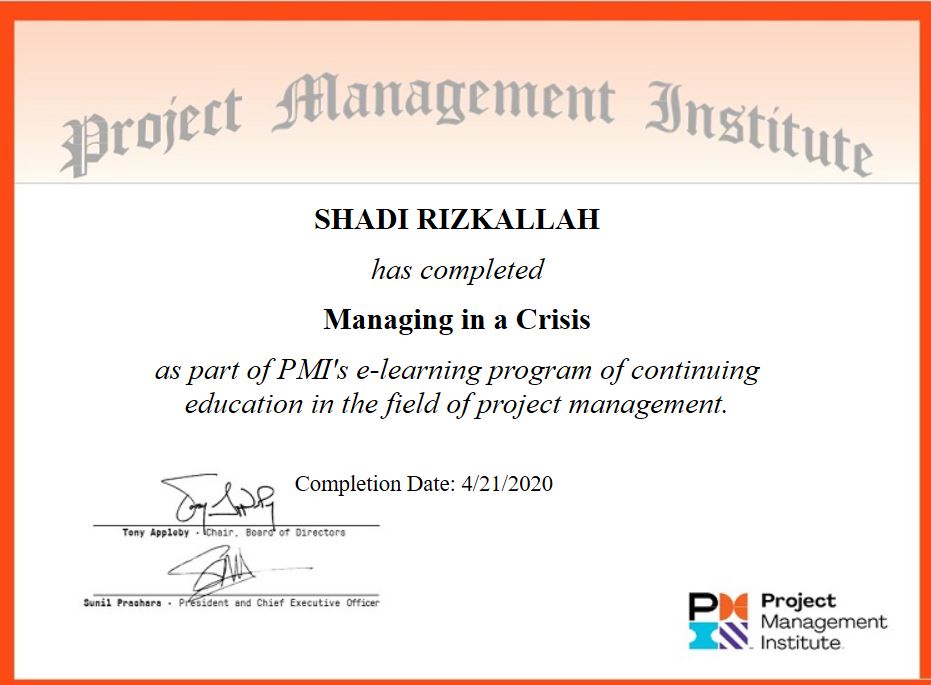 Project Management Institute
SHADI RIZKALLAH
has completed
Managing in a Crisis
as part of PMI's e-learning program of continuing
education in the field of project management.
Completion Date: 4/21/2020
Tony Appleby - Chair, Board of Directors
Sunil Prashara - President and Chief Executive Officer
Project
Management
Institute